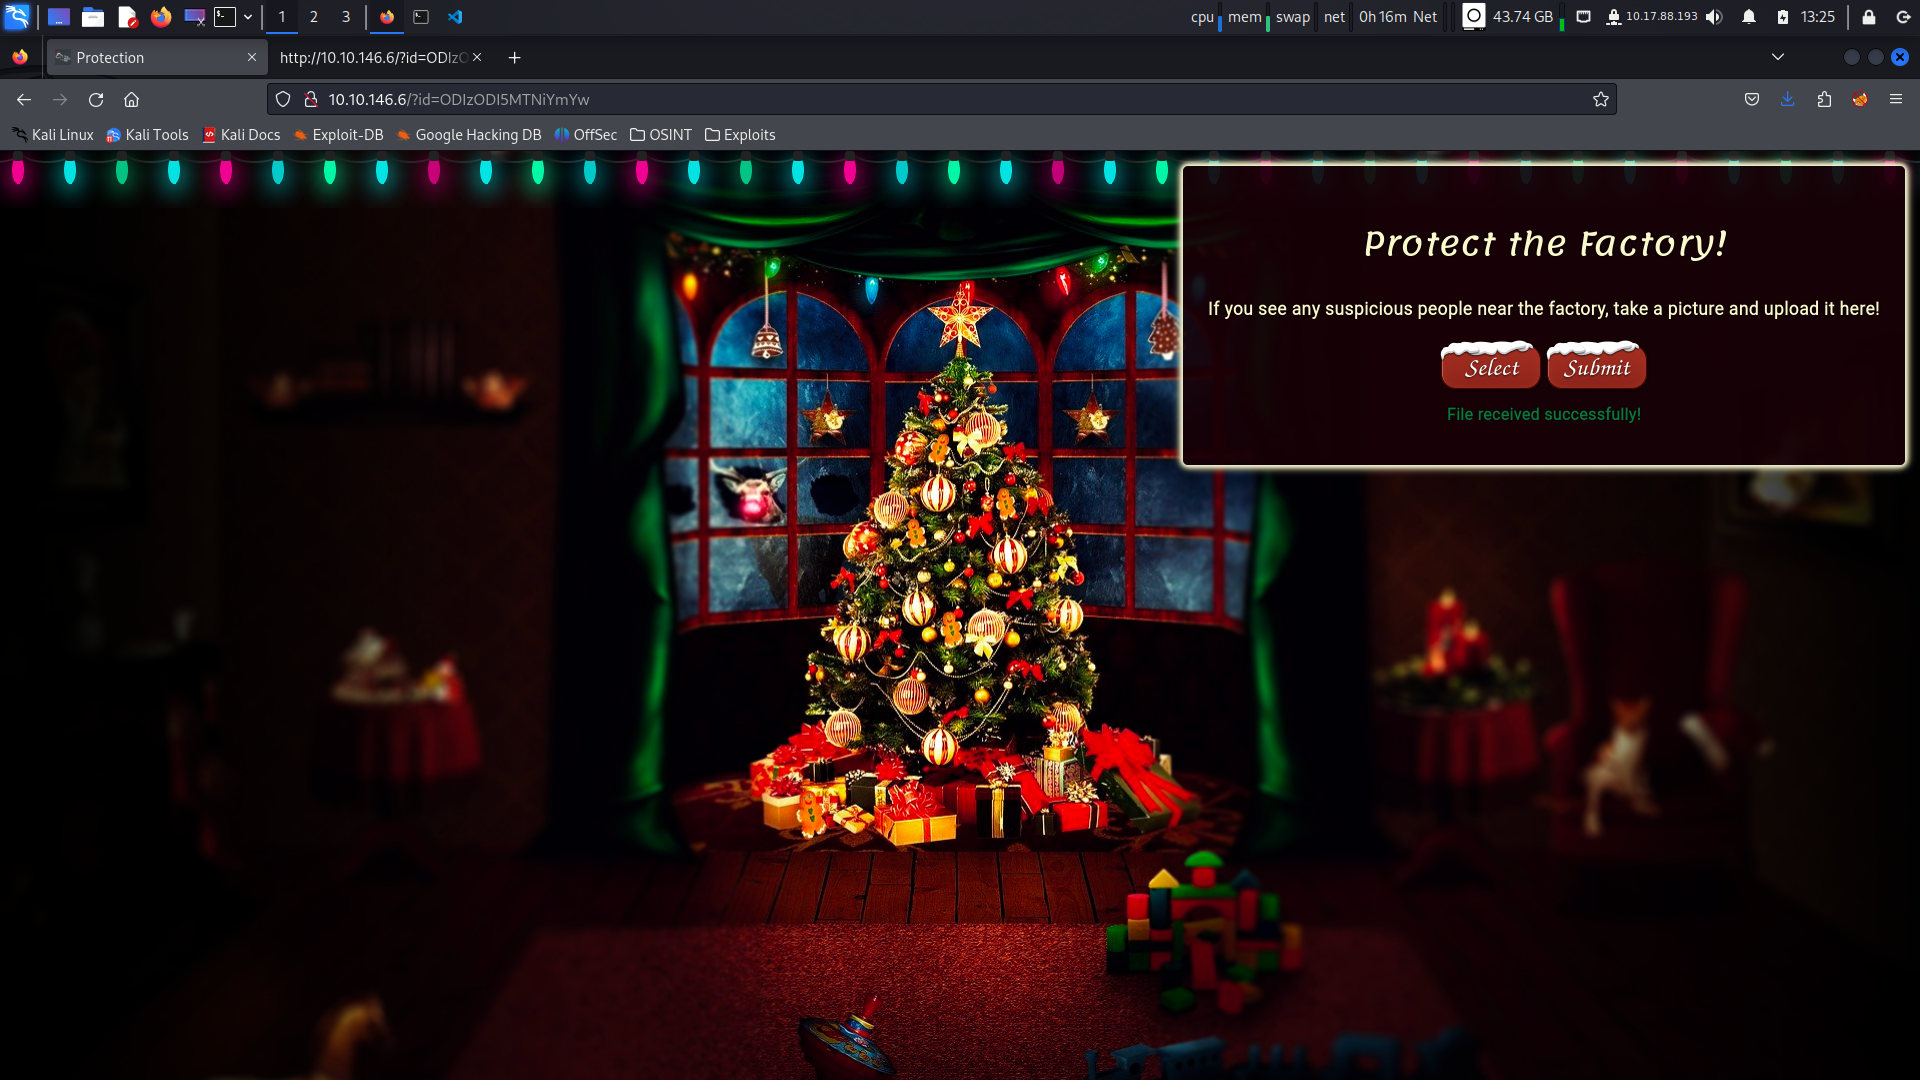 1 2 3 cpu mem swap net 0h16m Net 43.74 GB 10.17.88.193 13:25
Protection http://10.10.146.6/?id=ODIzO
10.10.146.6/?id=ODIzODI5MTNiYmYw
Kali Linux Kali Tools Kali Docs Exploit-DB Google Hacking DB OffSec OSINT Exploits
Protect the Factory!
If you see any suspicious people near the factory, take a picture and upload it here!
Select Submit
File received successfully!